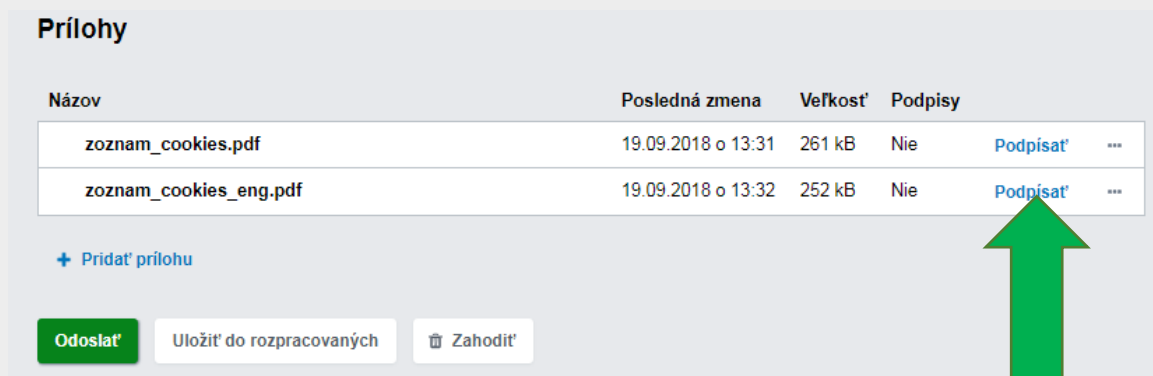 Prílohy
Názov Posledná zmena Veľkosť Podpisy
zoznam_cookies.pdf 19.09.2018 o 13:31 261 kB Nie Podpísať ...
zoznam_cookies_eng.pdf 19.09.2018 o 13:32 252 kB Nie Podpísať ...
+ Pridať prílohu
Odoslať Uložiť do rozpracovaných Zahodiť